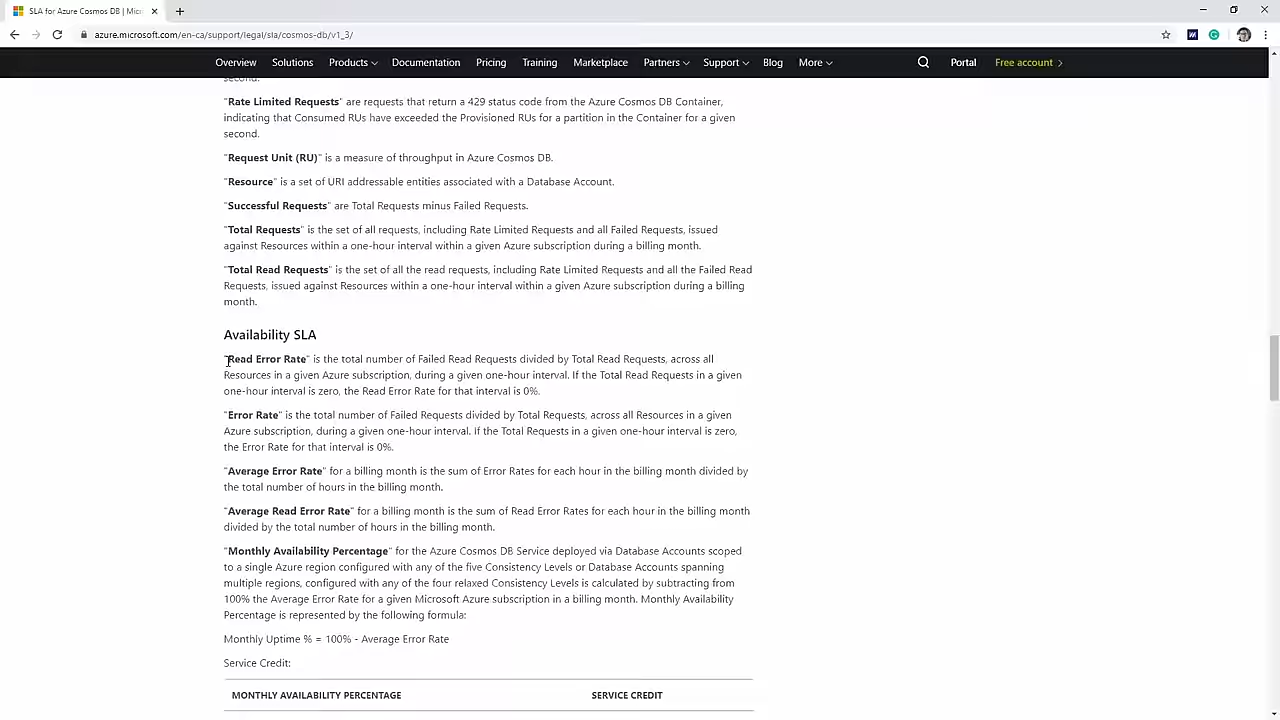 SLA for Azure Cosmos DB | Micr
azure.microsoft.com/en-ca/support/legal/sla/cosmos-db/v1_3/
Overview Solutions Products Documentation Pricing Training Marketplace Partners Support Blog More Portal Free account
second.
"Rate Limited Requests" are requests that return a 429 status code from the Azure Cosmos DB Container,
indicating that Consumed RUs have exceeded the Provisioned RUs for a partition in the Container for a given
second.
"Request Unit (RU)" is a measure of throughput in Azure Cosmos DB.
"Resource" is a set of URI addressable entities associated with a Database Account.
"Successful Requests" are Total Requests minus Failed Requests.
"Total Requests" is the set of all requests, including Rate Limited Requests and all Failed Requests, issued
against Resources within a one-hour interval within a given Azure subscription during a billing month.
"Total Read Requests" is the set of all the read requests, including Rate Limited Requests and all the Failed Read
Requests, issued against Resources within a one-hour interval within a given Azure subscription during a billing
month.
Availability SLA
"Read Error Rate" is the total number of Failed Read Requests divided by Total Read Requests, across all
Resources in a given Azure subscription, during a given one-hour interval. If the Total Read Requests in a given
one-hour interval is zero, the Read Error Rate for that interval is 0%.
"Error Rate" is the total number of Failed Requests divided by Total Requests, across all Resources in a given
Azure subscription, during a given one-hour interval. If the Total Requests in a given one-hour interval is zero,
the Error Rate for that interval is 0%.
"Average Error Rate" for a billing month is the sum of Error Rates for each hour in the billing month divided by
the total number of hours in the billing month.
"Average Read Error Rate" for a billing month is the sum of Read Error Rates for each hour in the billing month
divided by the total number of hours in the billing month.
"Monthly Availability Percentage" for the Azure Cosmos DB Service deployed via Database Accounts scoped
to a single Azure region configured with any of the five Consistency Levels or Database Accounts spanning
multiple regions, configured with any of the four relaxed Consistency Levels is calculated by subtracting from
100% the Average Error Rate for a given Microsoft Azure subscription in a billing month. Monthly Availability
Percentage is represented by the following formula:
Monthly Uptime % = 100% - Average Error Rate
Service Credit:
MONTHLY AVAILABILITY PERCENTAGE SERVICE CREDIT